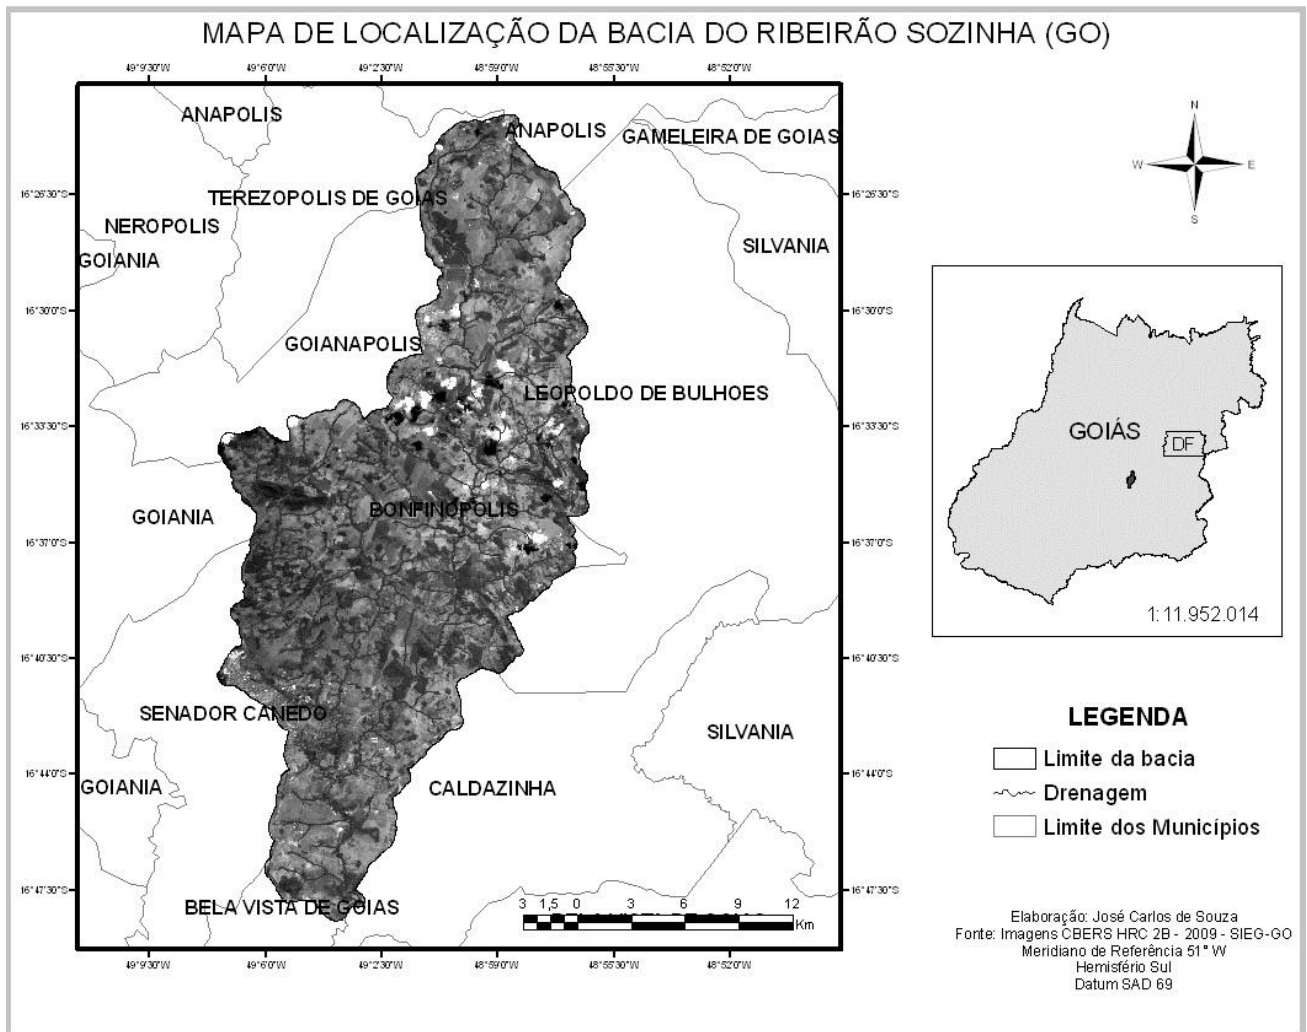 MAPA DE LOCALIZAÇÃO DA BACIA DO RIBEIRÃO SOZINHA (GO)
49°9'30"W 49°6'0"W 49°2'30"W 48°59'0"W 48°55'30"W 48°52'0"W
ANAPOLIS
ANAPOLIS
GAMELEIRA DE GOIAS
N
W E
S
16°26'30"S 16°26'30"S
TEREZOPOLIS DE GOIAS
NEROPOLIS
SILVANIA
GOIANIA
16°30'0"S 16°30'0"S
GOIANAPOLIS
LEOPOLDO DE BULHOES
16°33'30"S 16°33'30"S
GOIÁS
DF
BONFINOPOLIS
GOIANIA
16°37'0"S 16°37'0"S
1:11.952.014
16°40'30"S 16°40'30"S
SENADOR CANEDO
SILVANIA
LEGENDA
Limite da bacia
16°44'0"S 16°44'0"S
GOIANIA
CALDAZINHA
Drenagem
Limite dos Municípios
16°47'30"S 16°47'30"S
BELA VISTA DE GOIAS
3 1,5 0 3 6 9 12
Km
Elaboração: José Carlos de Souza
Fonte: Imagens CBERS HRC 2B - 2009 - SIEG-GO
Meridiano de Referência 51° W
Hemisfério Sul
Datum SAD 69
49°9'30"W 49°6'0"W 49°2'30"W 48°59'0"W 48°55'30"W 48°52'0"W